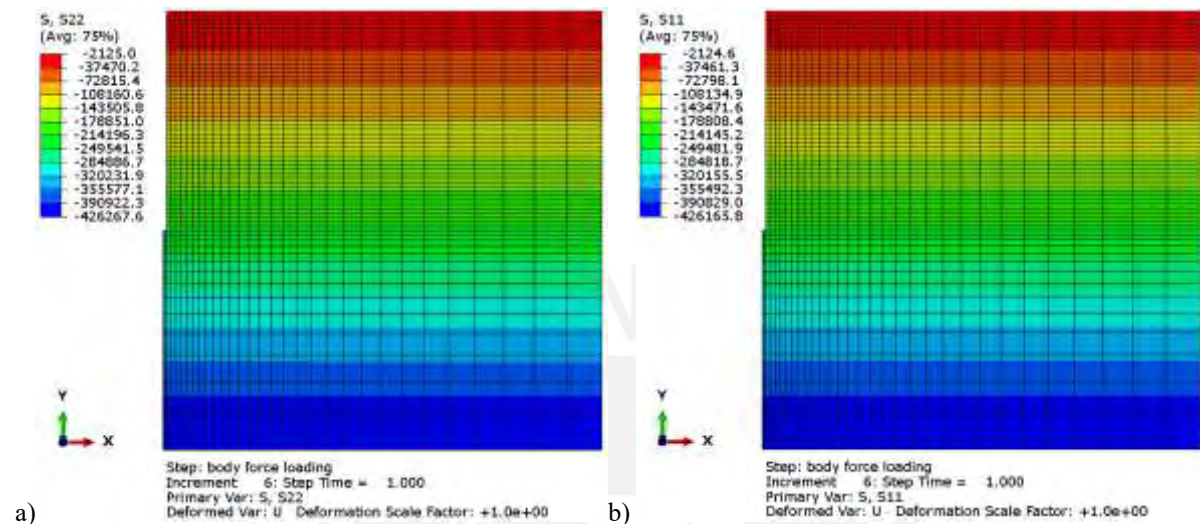 S, S22
(Avg: 75%)
-2125.0
-37470.2
-72815.4
-108160.6
-143505.8
-178851.0
-214196.3
-249541.5
-284886.7
-320231.9
-355577.1
-390922.3
-426267.6
Y
X
Step: body force loading
Increment 6: Step Time = 1.000
Primary Var: S, S22
Deformed Var: U Deformation Scale Factor: +1.0e+00
a)
S, S11
(Avg: 75%)
-2124.6
-37461.3
-72798.1
-108134.9
-143471.6
-178808.4
-214145.2
-249481.9
-284818.7
-320155.5
-355492.3
-390829.0
-426165.8
Y
X
Step: body force loading
Increment 6: Step Time = 1.000
Primary Var: S, S11
Deformed Var: U Deformation Scale Factor: +1.0e+00
b)